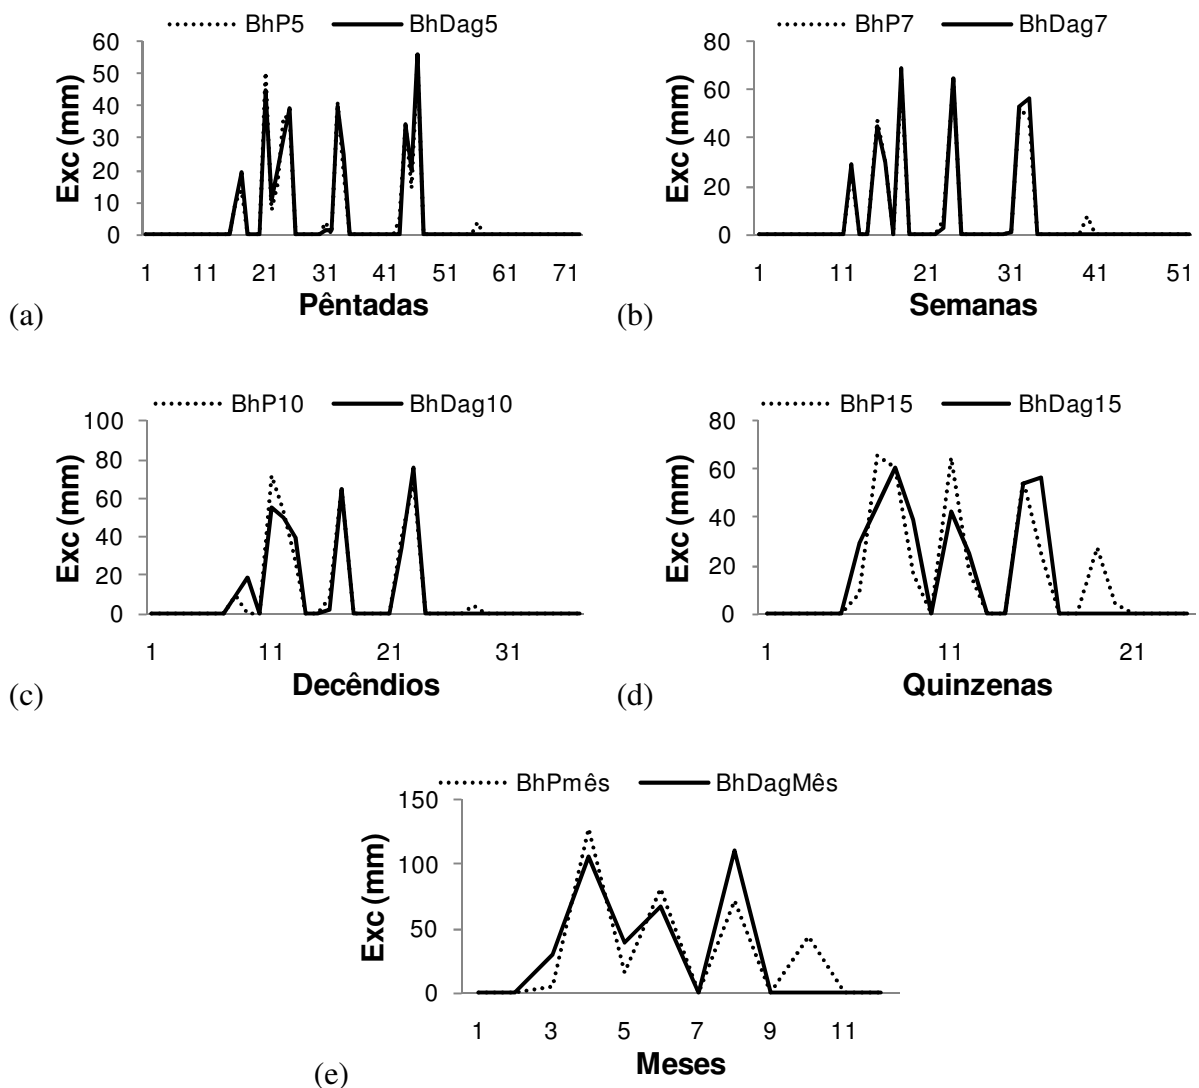 BhP5 BhDag5
60
50
40
30
20
10
0
Exc (mm)
1 11 21 31 41 51 61 71
Pêntadas
(a)
BhP7 BhDag7
80
60
40
20
0
Exc (mm)
1 11 21 31 41 51
Semanas
(b)
BhP10 BhDag10
100
80
60
40
20
0
Exc (mm)
1 11 21 31
Decêndios
(c)
BhP15 BhDag15
80
60
40
20
0
Exc (mm)
1 11 21
Quinzenas
(d)
BhPmês BhDagMês
150
100
50
0
Exc (mm)
1 3 5 7 9 11
Meses
(e)